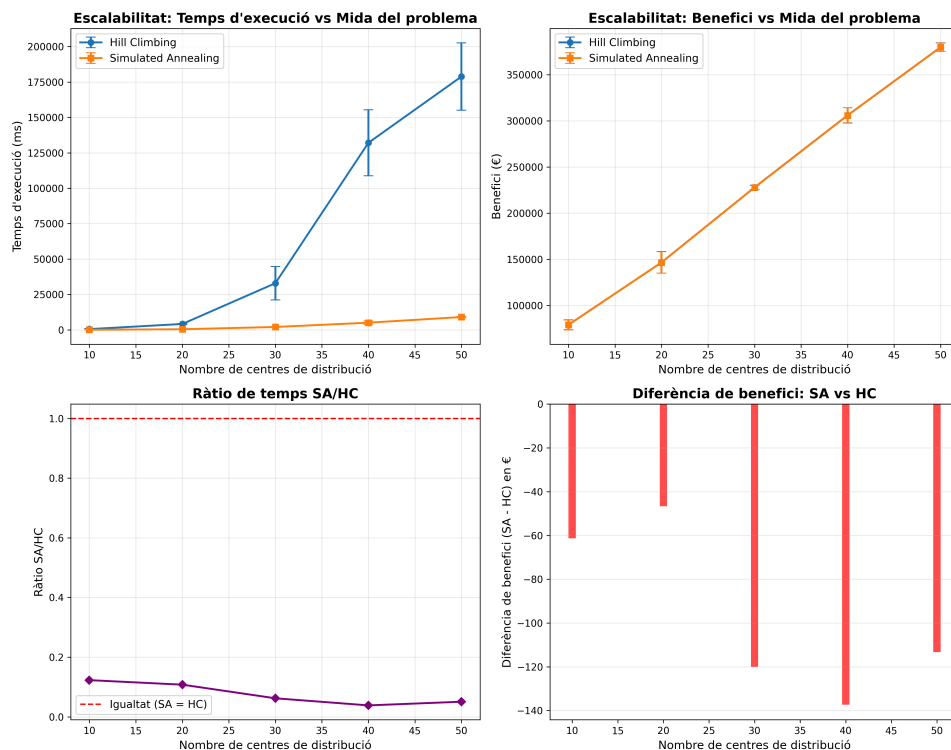 Escalabilitat: Temps d'execució vs Mida del problema
Hill Climbing
Simulated Annealing
Temps d'execució (ms)
200000
175000
150000
125000
100000
75000
50000
25000
0
10 15 20 25 30 35 40 45 50
Nombre de centres de distribució
Escalabilitat: Benefici vs Mida del problema
Hill Climbing
Simulated Annealing
Benefici (€)
350000
300000
250000
200000
150000
100000
10 15 20 25 30 35 40 45 50
Nombre de centres de distribució
Ràtio de temps SA/HC
Ràtio SA/HC
1.0
0.8
0.6
0.4
0.2
0.0
Igualtat (SA = HC)
10 15 20 25 30 35 40 45 50
Nombre de centres de distribució
Diferència de benefici: SA vs HC
Diferència de benefici (SA - HC) en €
0
−20
−40
−60
−80
−100
−120
−140
10 15 20 25 30 35 40 45 50
Nombre de centres de distribució